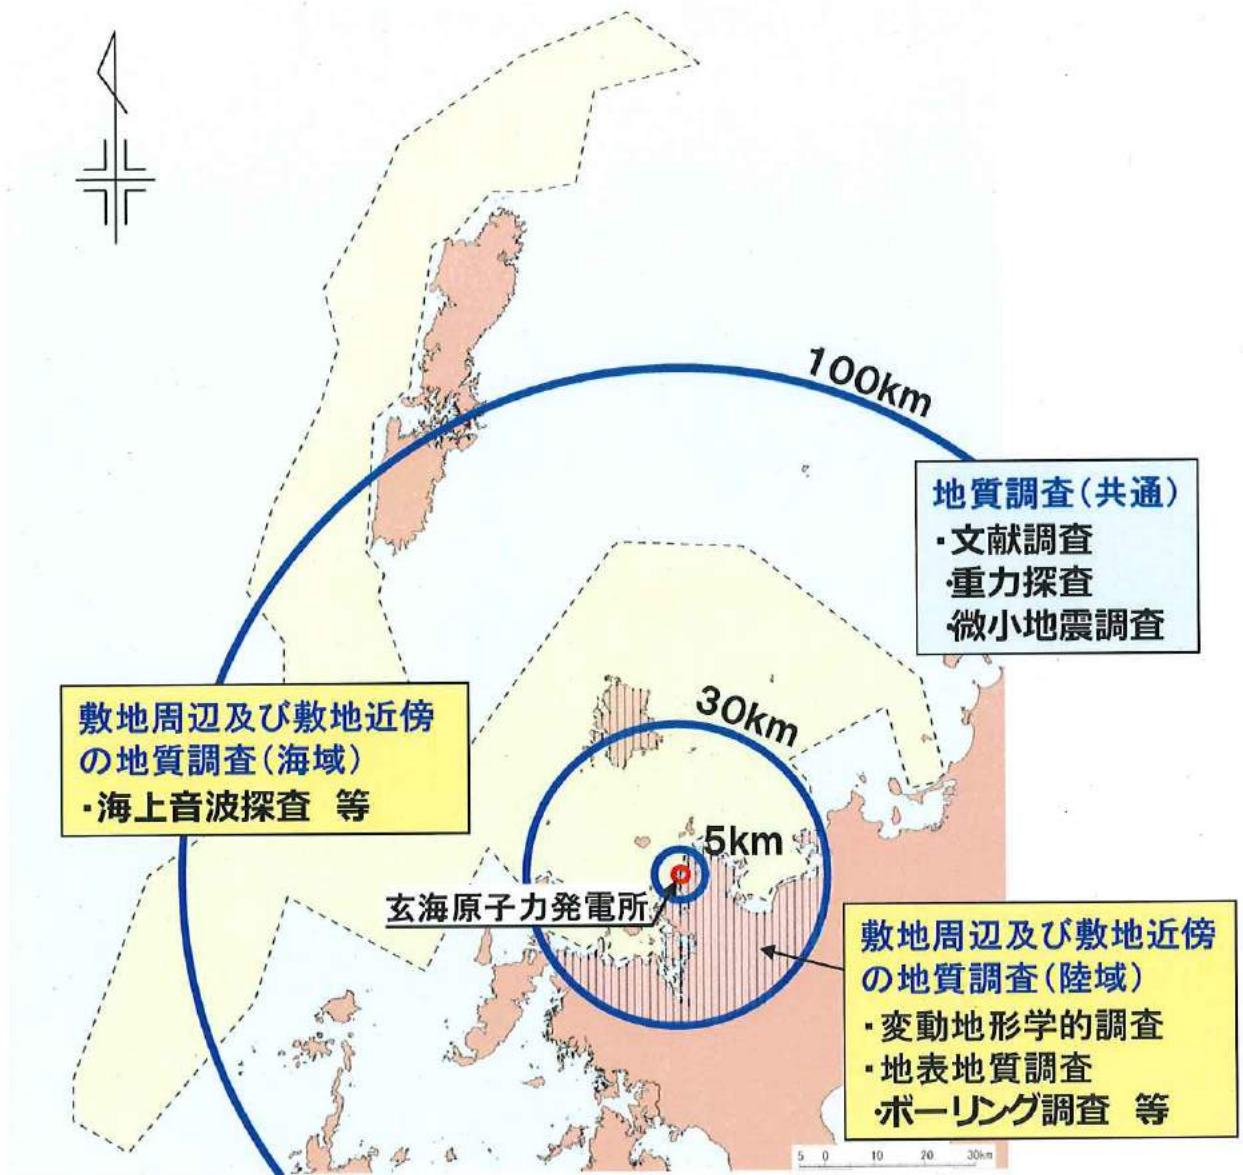 100km
地質調査(共通)
・文献調査
・重力探査
・微小地震調査
敷地周辺及び敷地近傍
の地質調査(海域)
・海上音波探査 等
30km
5km
玄海原子力発電所
敷地周辺及び敷地近傍
の地質調査(陸域)
・変動地形学的調査
・地表地質調査
・ボーリング調査 等
5 0 10 20 30km